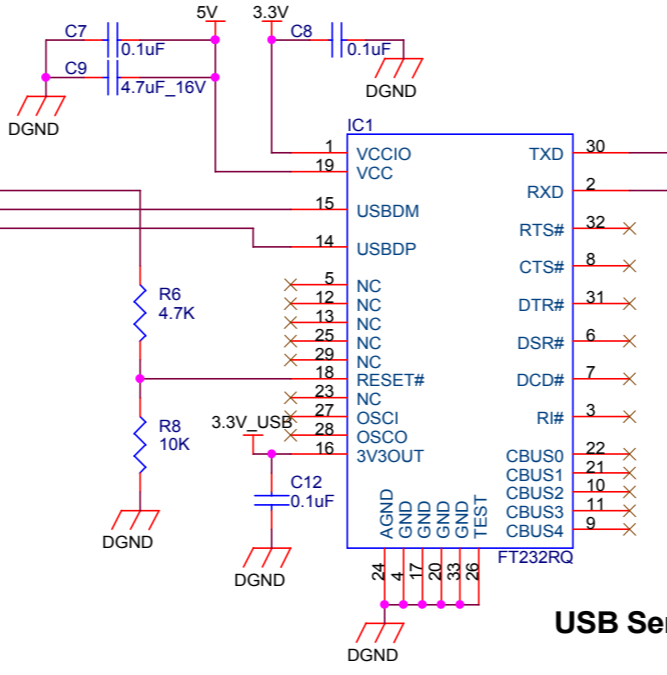 5V
3.3V
C7
0.1uF
C8
0.1uF
C9
4.7uF_16V
DGND
DGND
IC1
1 VCCIO
19 VCC
15 USBDM
14 USBDP
5 NC
12 NC
13 NC
25 NC
29 NC
18 RESET#
23 NC
27 OSCI
28 OSCO
16 3V3OUT
TXD 30
RXD 2
RTS# 32
CTS# 8
DTR# 31
DSR# 6
DCD# 7
RI# 3
CBUS0 22
CBUS1 21
CBUS2 10
CBUS3 11
CBUS4 9
R6
4.7K
R8
10K
DGND
3.3V_USB
C12
0.1uF
DGND
AGND
GND
GND
GND
GND
TEST
24
4
17
20
33
26
FT232RQ
DGND
USB Ser